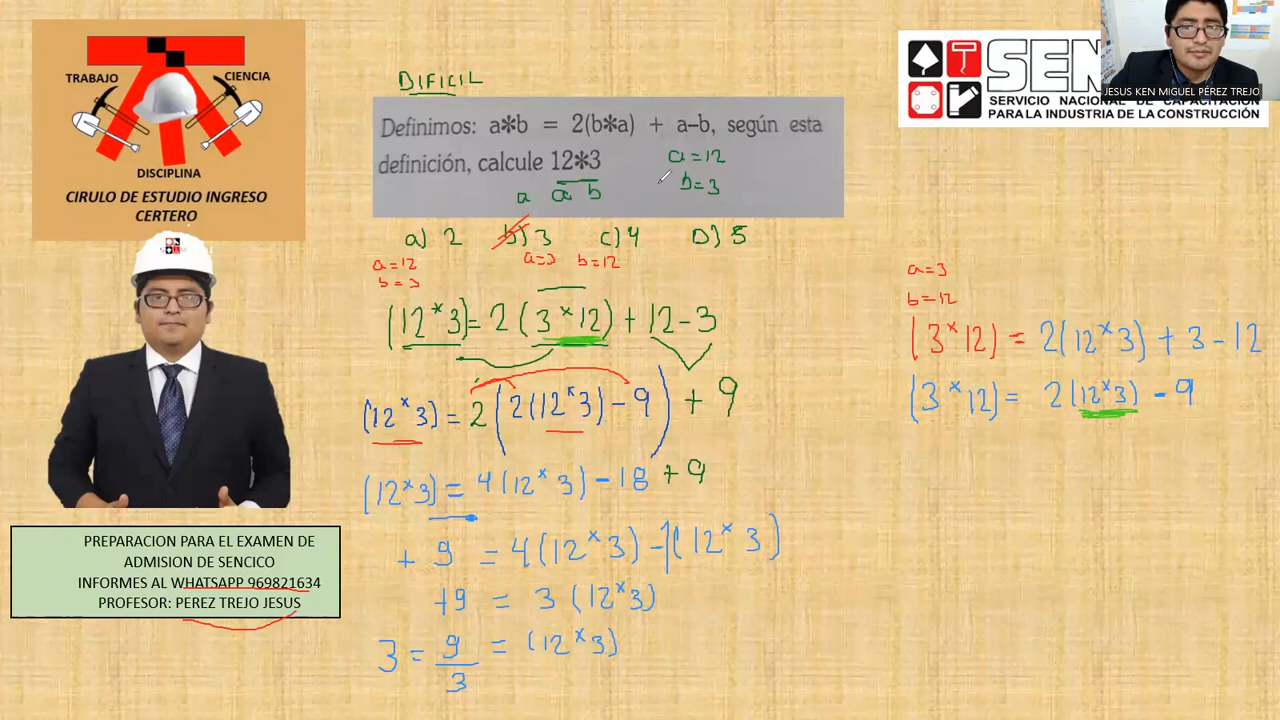 TRABAJO
CIENCIA
DISCIPLINA
CIRULO DE ESTUDIO INGRESO
CERTERO
DIFICIL
Definimos: a*b = 2(b*a) + a-b, según esta
definición, calcule 12*3
a=12
b=3
a a b
a) 2 b) 3 c) 4 D) 5
a=12
b=3
a=3 b=12
(12*3) = 2(3*12) + 12-3
(12*3) = 2(2(12*3) - 9) + 9
(12*3) = 4(12*3) - 18 + 9
+ 9 = 4(12*3) - 1(12*3)
+9 = 3(12*3)
3 = 9/3 = (12*3)
a=3
b=12
(3*12) = 2(12*3) + 3 - 12
(3*12) = 2(12*3) - 9
SEN
SERVICIO NACIONAL DE CAPACITACIÓN
PARA LA INDUSTRIA DE LA CONSTRUCCIÓN
JESUS KEN MIGUEL PÉREZ TREJO
PREPARACION PARA EL EXAMEN DE
ADMISION DE SENCICO
INFORMES AL WHATSAPP 969821634
PROFESOR: PEREZ TREJO JESUS